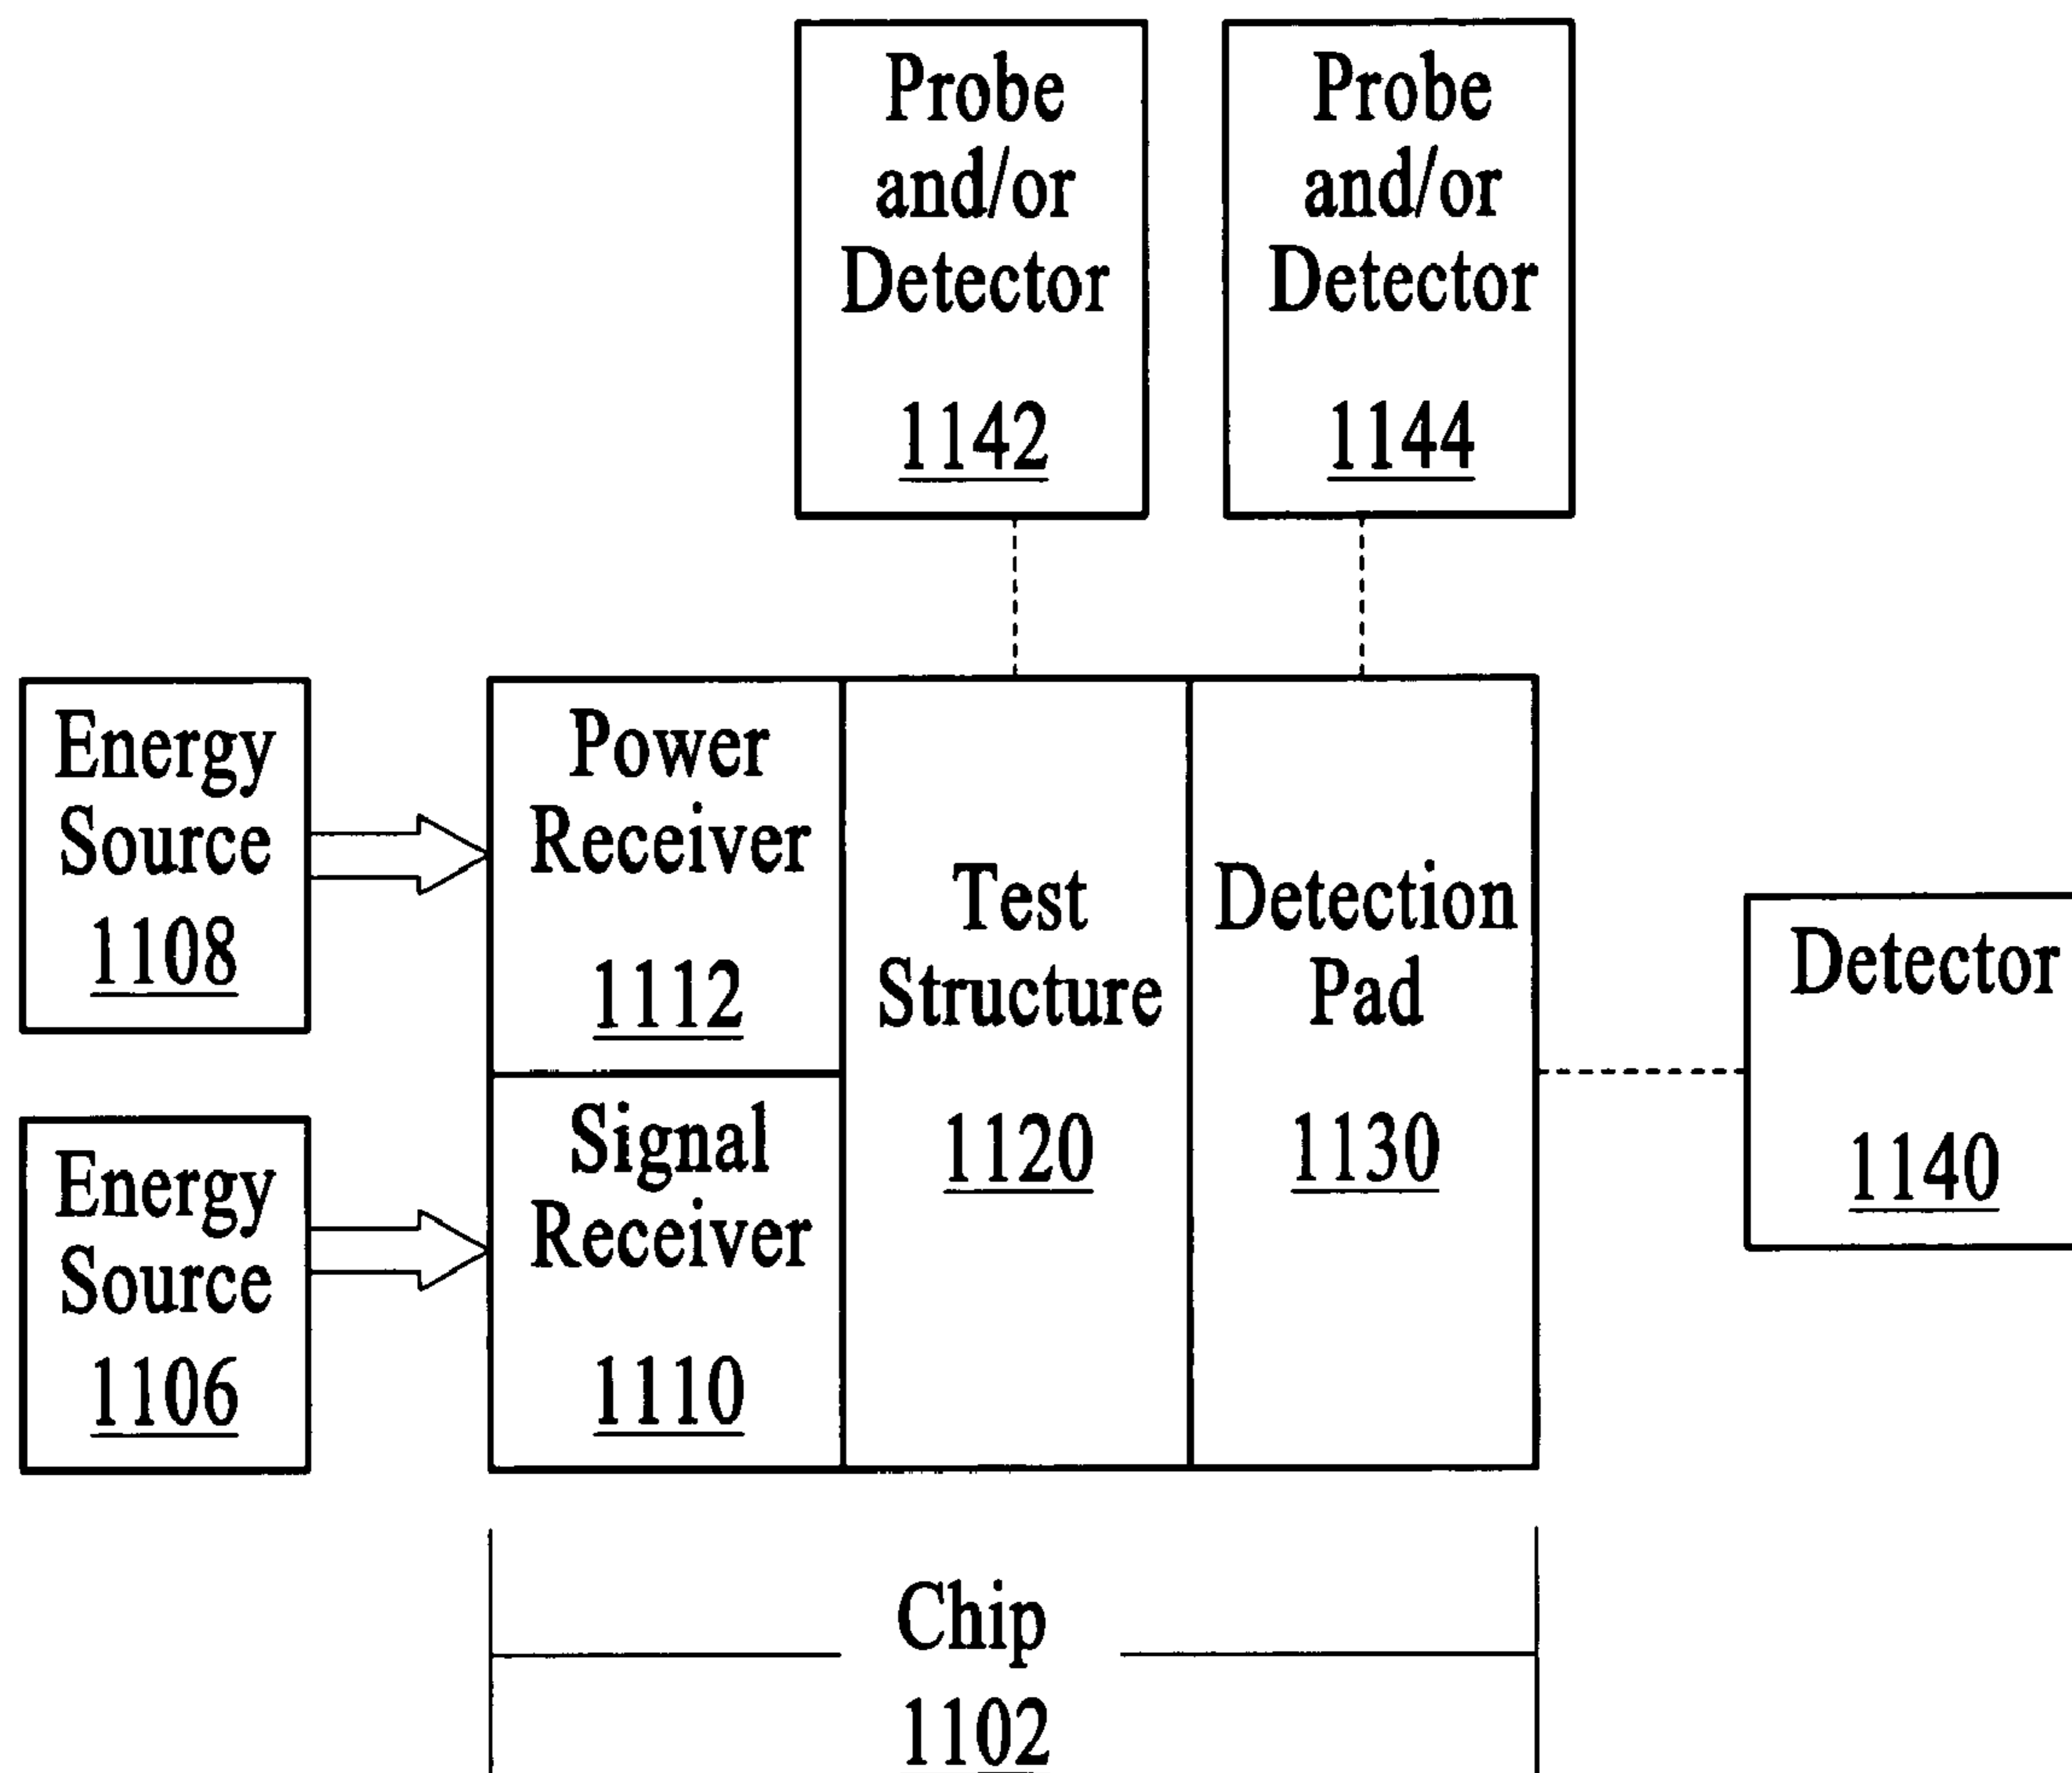 Probe
and/or
Detector
1142
Probe
and/or
Detector
1144
Energy
Source
1108
Power
Receiver
1112
Energy
Source
1106
Signal
Receiver
1110
Test
Structure
1120
Detection
Pad
1130
Detector
1140
Chip
1102